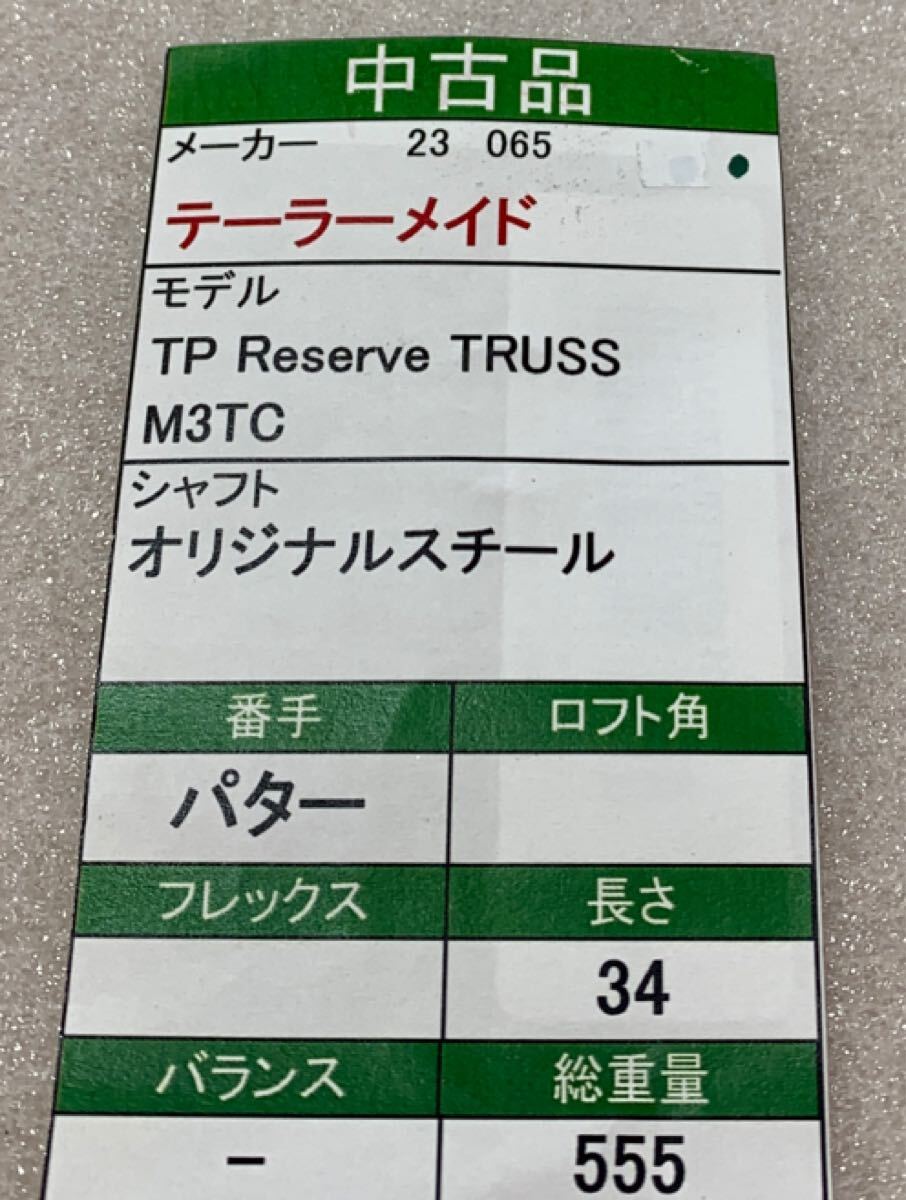 中古品
メーカー 23 065
テーラーメイド
モデル
TP Reserve TRUSS
M3TC
シャフト
オリジナルスチール
番手 ロフト角
パター
フレックス 長さ
34
バランス 総重量
- 555